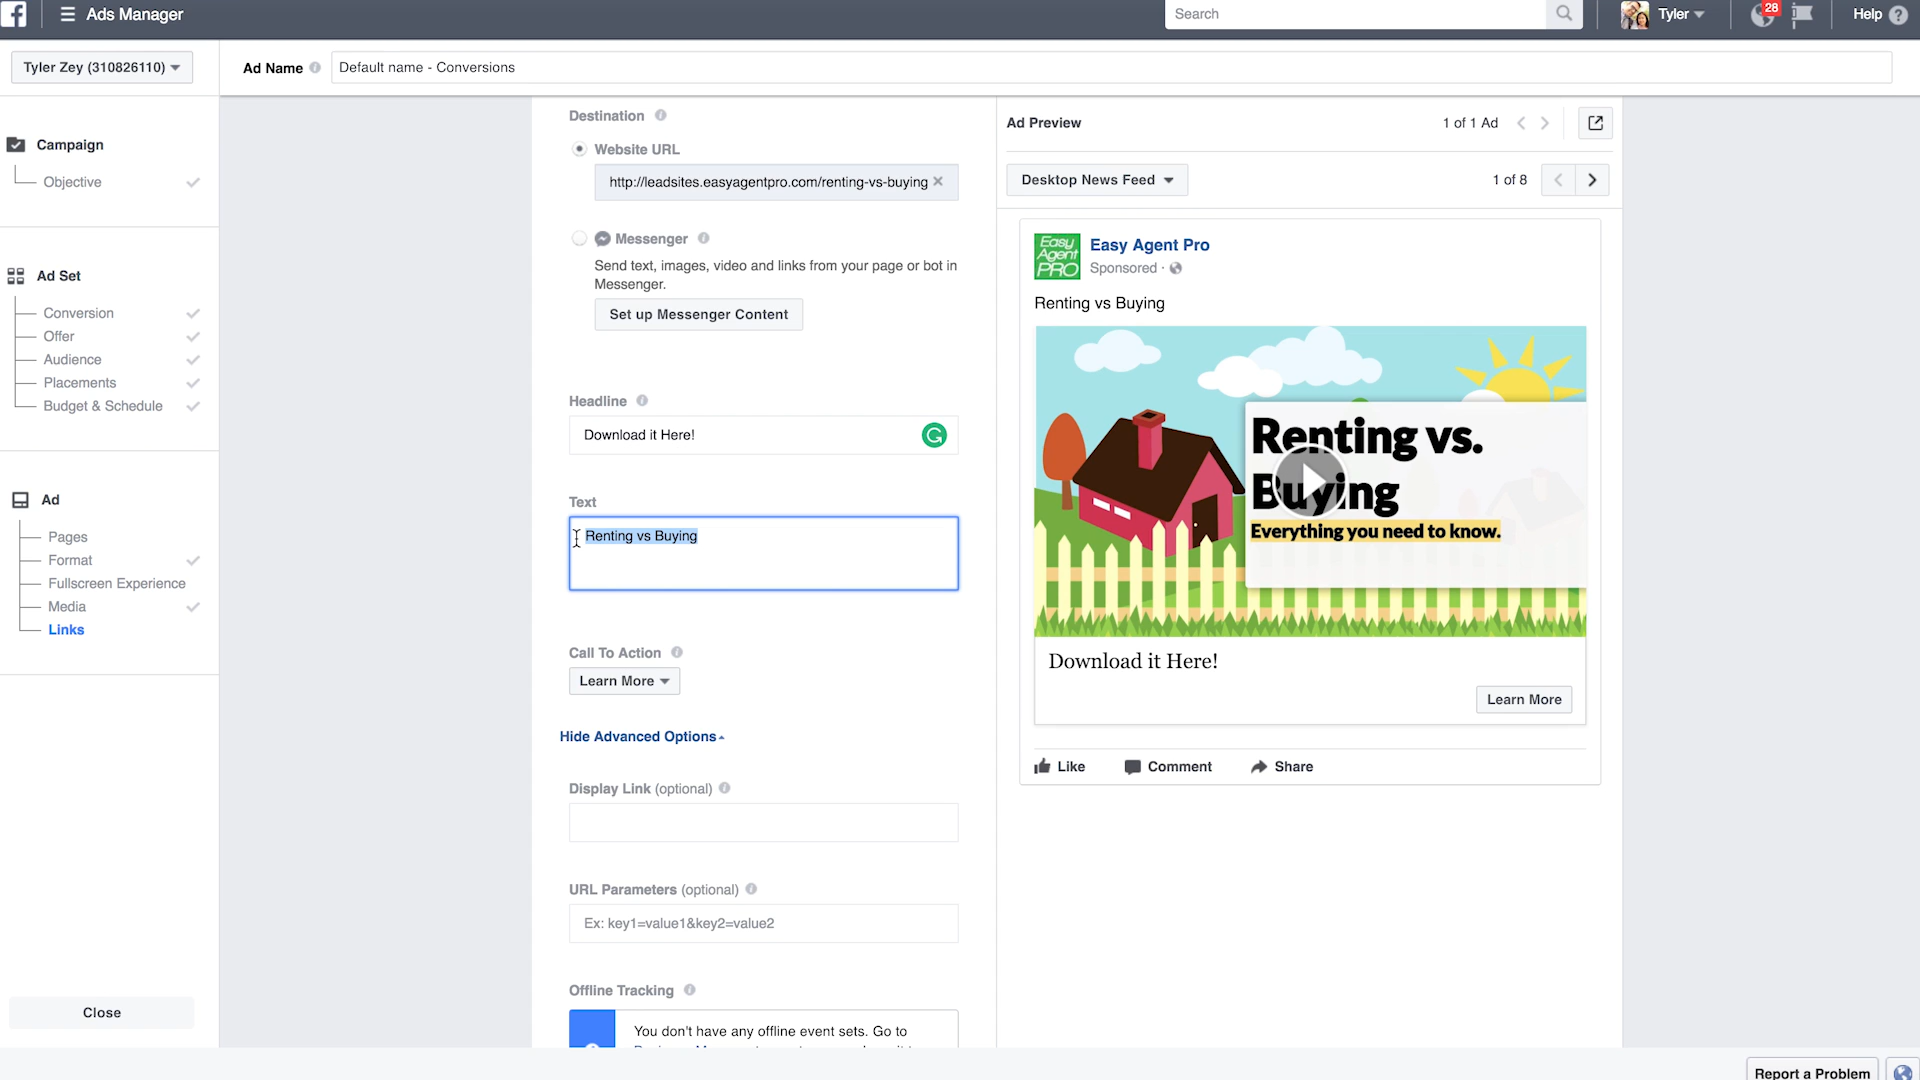 Ads Manager
Search
Tyler
28
Help
Tyler Zey (310826110)
Ad Name
Default name - Conversions
Campaign
Objective
Ad Set
Conversion
Offer
Audience
Placements
Budget & Schedule
Ad
Pages
Format
Fullscreen Experience
Media
Links
Close
Destination
Website URL
http://leadsites.easyagentpro.com/renting-vs-buying
Messenger
Send text, images, video and links from your page or bot in
Messenger.
Set up Messenger Content
Headline
Download it Here!
Text
Renting vs Buying
Call To Action
Learn More
Hide Advanced Options
Display Link (optional)
URL Parameters (optional)
Ex: key1=value1&key2=value2
Offline Tracking
You don't have any offline event sets. Go to
Ad Preview
1 of 1 Ad
Desktop News Feed
1 of 8
Easy Agent PRO
Easy Agent Pro
Sponsored ·
Renting vs Buying
Renting vs.
Buying
Everything you need to know.
Download it Here!
Learn More
Like
Comment
Share
Report a Problem